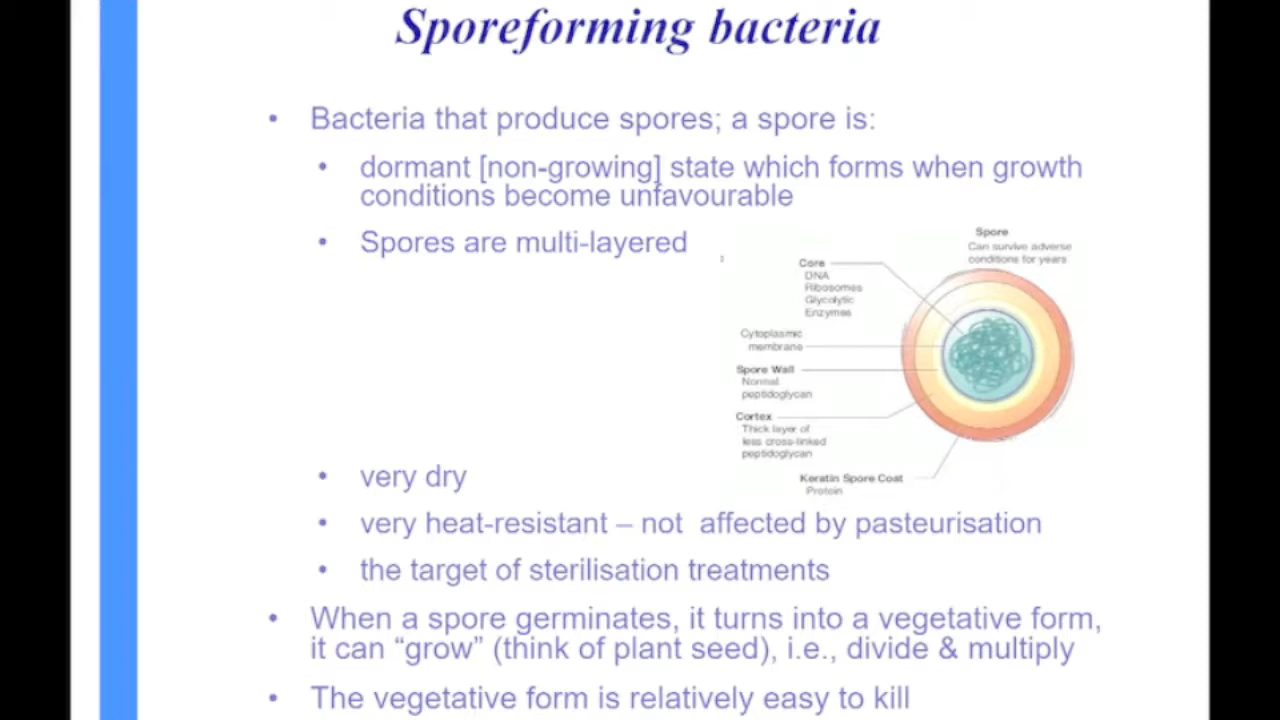 Sporeforming bacteria
• Bacteria that produce spores; a spore is:
• dormant [non-growing] state which forms when growth
conditions become unfavourable
• Spores are multi-layered
Spore
Can survive adverse
conditions for years
Core
DNA
Ribosomes
Glycolytic
Enzymes
Cytoplasmic
membrane
Spore Wall
Normal
peptidoglycan
Cortex
Thick layer of
less cross-linked
peptidoglycan
Keratin Spore Coat
Protein
• very dry
• very heat-resistant – not affected by pasteurisation
• the target of sterilisation treatments
• When a spore germinates, it turns into a vegetative form,
it can “grow” (think of plant seed), i.e., divide & multiply
• The vegetative form is relatively easy to kill